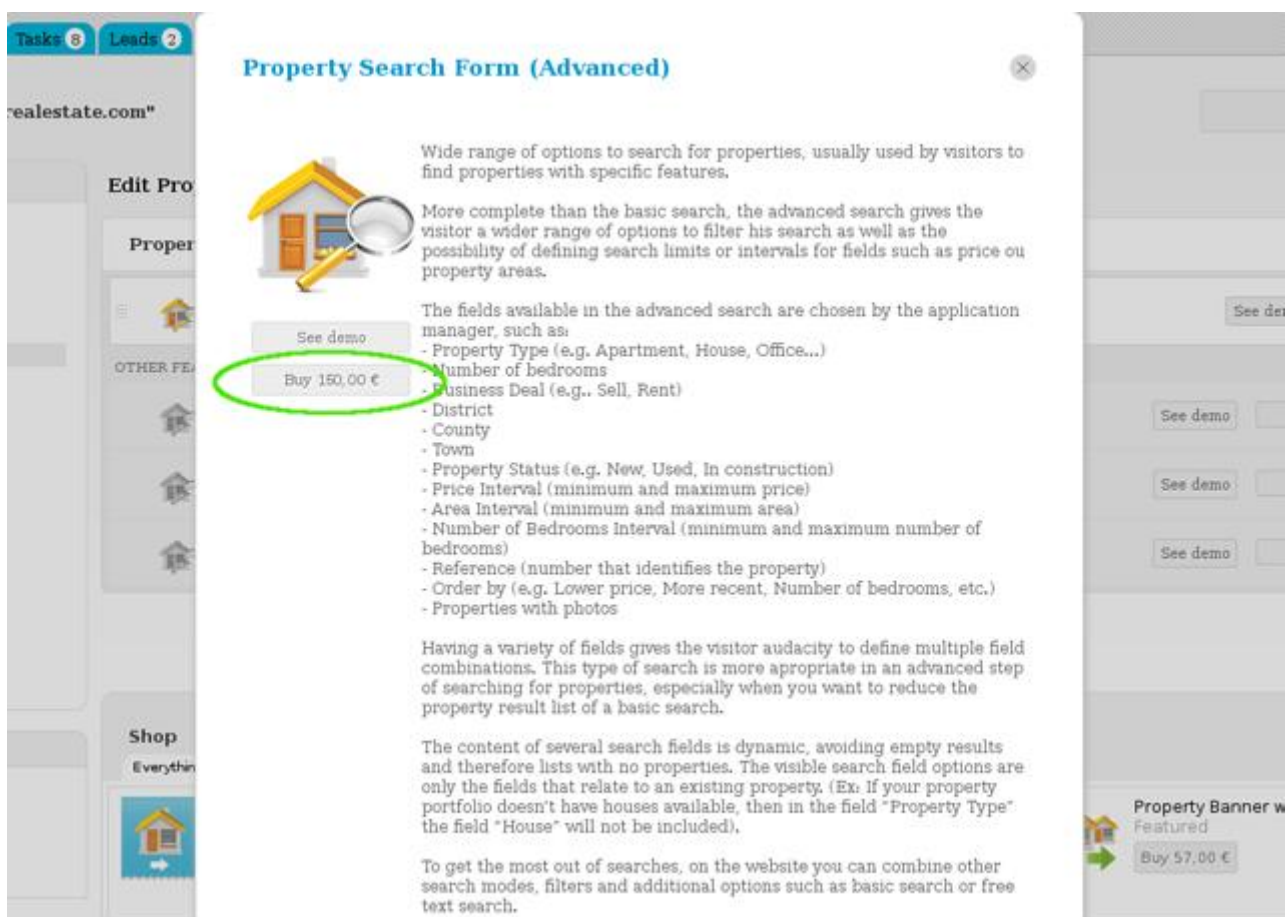 Tasks 8 Leads 2
Property Search Form (Advanced)
realestate.com"
Edit Pro
Proper
OTHER FEA
See demo
Buy 150,00 €
Wide range of options to search for properties, usually used by visitors to
find properties with specific features.
More complete than the basic search, the advanced search gives the
visitor a wider range of options to filter his search as well as the
possibility of defining search limits or intervals for fields such as price ou
property areas.
The fields available in the advanced search are chosen by the application
manager, such as:
- Property Type (e.g. Apartment, House, Office...)
- Number of bedrooms
- Business Deal (e.g.. Sell, Rent)
- District
- County
- Town
- Property Status (e.g. New, Used, In construction)
- Price Interval (minimum and maximum price)
- Area Interval (minimum and maximum area)
- Number of Bedrooms Interval (minimum and maximum number of
bedrooms)
- Reference (number that identifies the property)
- Order by (e.g. Lower price, More recent, Number of bedrooms, etc.)
- Properties with photos
Having a variety of fields gives the visitor audacity to define multiple field
combinations. This type of search is more apropriate in an advanced step
of searching for properties, especially when you want to reduce the
property result list of a basic search.
The content of several search fields is dynamic, avoiding empty results
and therefore lists with no properties. The visible search field options are
only the fields that relate to an existing property. (Ex: If your property
portfolio doesn't have houses available, then in the field "Property Type"
the field "House" will not be included).
To get the most out of searches, on the website you can combine other
search modes, filters and additional options such as basic search or free
text search.
See der
See demo
See demo
See demo
Shop
Everythin
Property Banner w
Featured
Buy 57,00 €